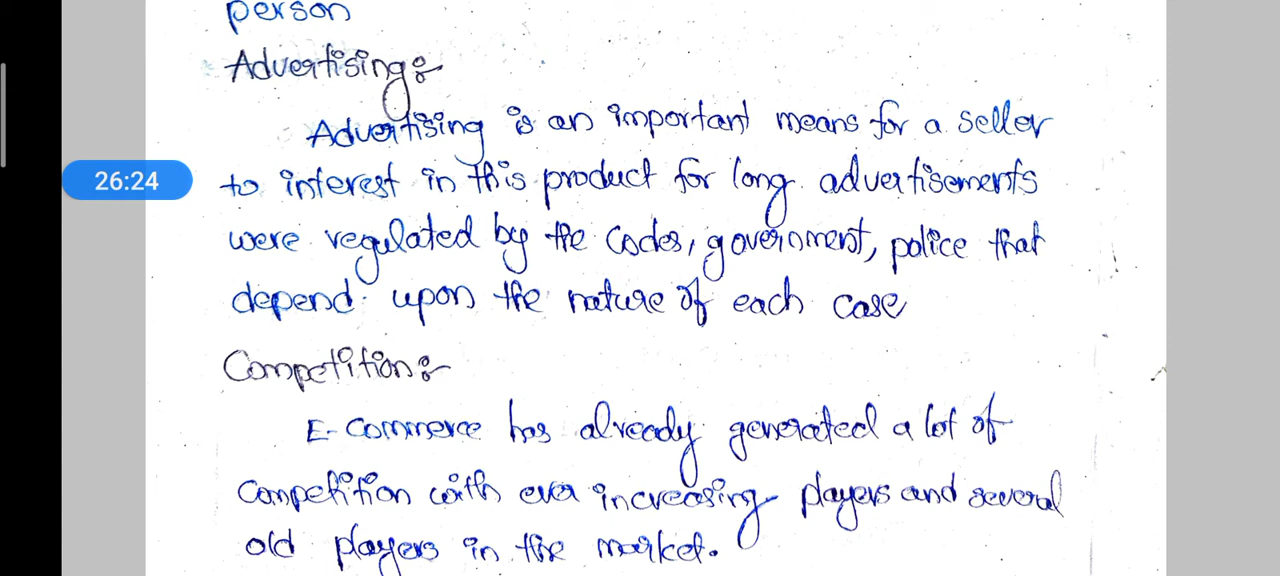 person
Advertising:-
Advertising is an important means for a seller
26:24
to interest in this product for long advertisements
were regulated by the codes, government, police that
depend upon the nature of each case
Competition:-
E-Commerce has already generated a lot of
Competition with ever increasing players and several
old players in the market.